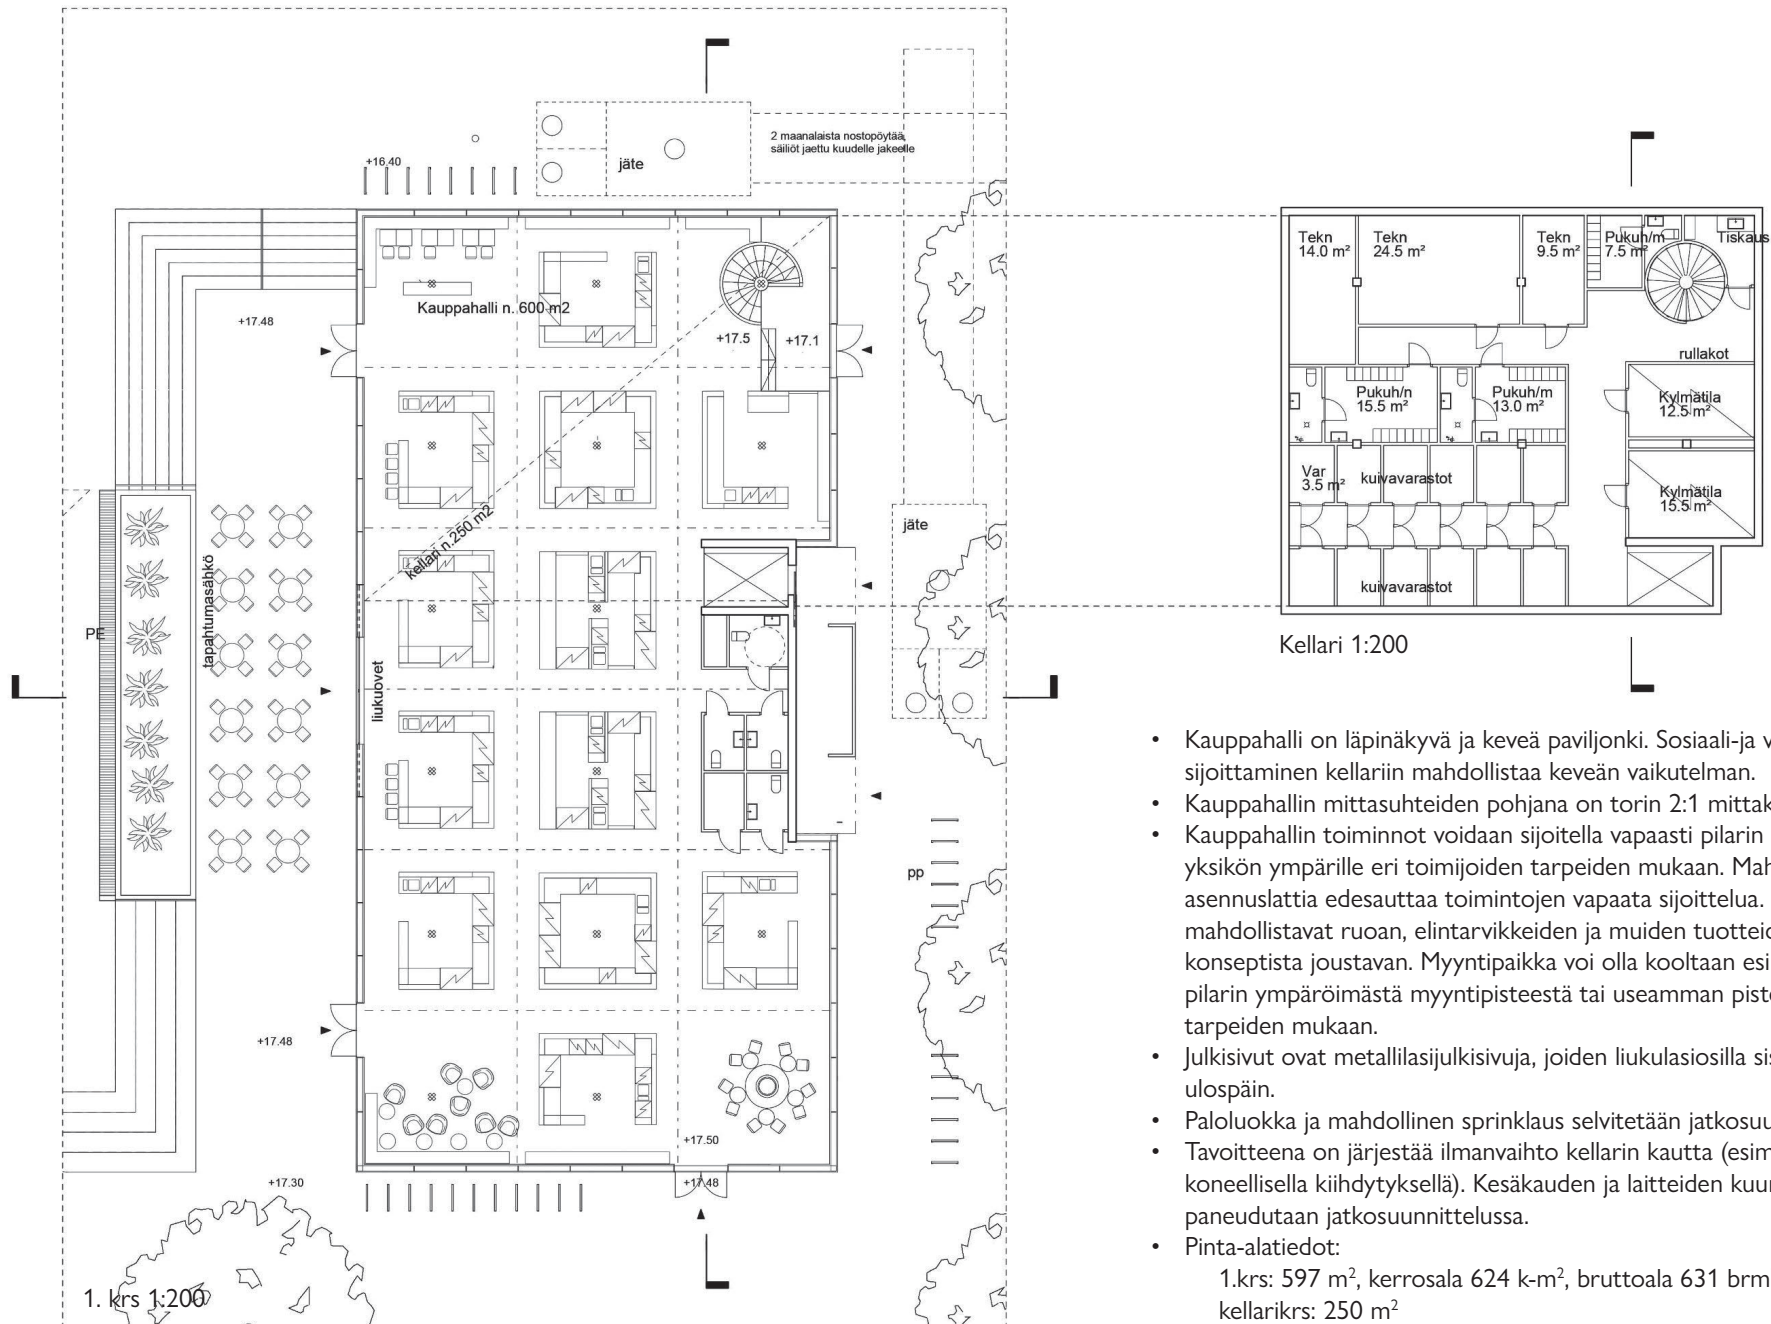 2 maanalaista nostopöytää,
säiliöt jaettu kuudelle jakeelle
jäte
+16.40
Kauppahalli n. 600 m2
+17.48
+17.5
+17.1
kellari n.250 m2
jäte
PE
tapahtumasähkö
liukuovet
pp
+17.48
+17.50
+17.48
+17.30
1. krs 1:200
Tekn
14.0 m²
Tekn
24.5 m²
Tekn
9.5 m²
Pukuh/m
7.5 m²
Tiskaus
rullakot
Pukuh/n
15.5 m²
Pukuh/m
13.0 m²
Kylmätila
12.5 m²
Var
3.5 m²
kuivavarastot
Kylmätila
15.5 m²
kuivavarastot
Kellari 1:200
• Kauppahalli on läpinäkyvä ja keveä paviljonki. Sosiaali-ja v
sijoittaminen kellariin mahdollistaa keveän vaikutelman.
• Kauppahallin mittasuhteiden pohjana on torin 2:1 mittak
• Kauppahallin toiminnot voidaan sijoitella vapaasti pilarin
yksikön ympärille eri toimijoiden tarpeiden mukaan. Mah
asennuslattia edesauttaa toimintojen vapaata sijoittelua.
mahdollistavat ruoan, elintarvikkeiden ja muiden tuotteid
konseptista joustavan. Myyntipaikka voi olla kooltaan esi
pilarin ympäröimästä myyntipisteestä tai useamman piste
tarpeiden mukaan.
• Julkisivut ovat metallilasijulkisivuja, joiden liukulasiosilla sis
ulospäin.
• Paloluokka ja mahdollinen sprinklaus selvitetään jatkosuu
• Tavoitteena on järjestää ilmanvaihto kellarin kautta (esim
koneellisella kiihdytyksellä). Kesäkauden ja laitteiden kuur
paneudutaan jatkosuunnittelussa.
• Pinta-alatiedot:
1.krs: 597 m², kerrosala 624 k-m², bruttoala 631 brm
kellarikrs: 250 m²